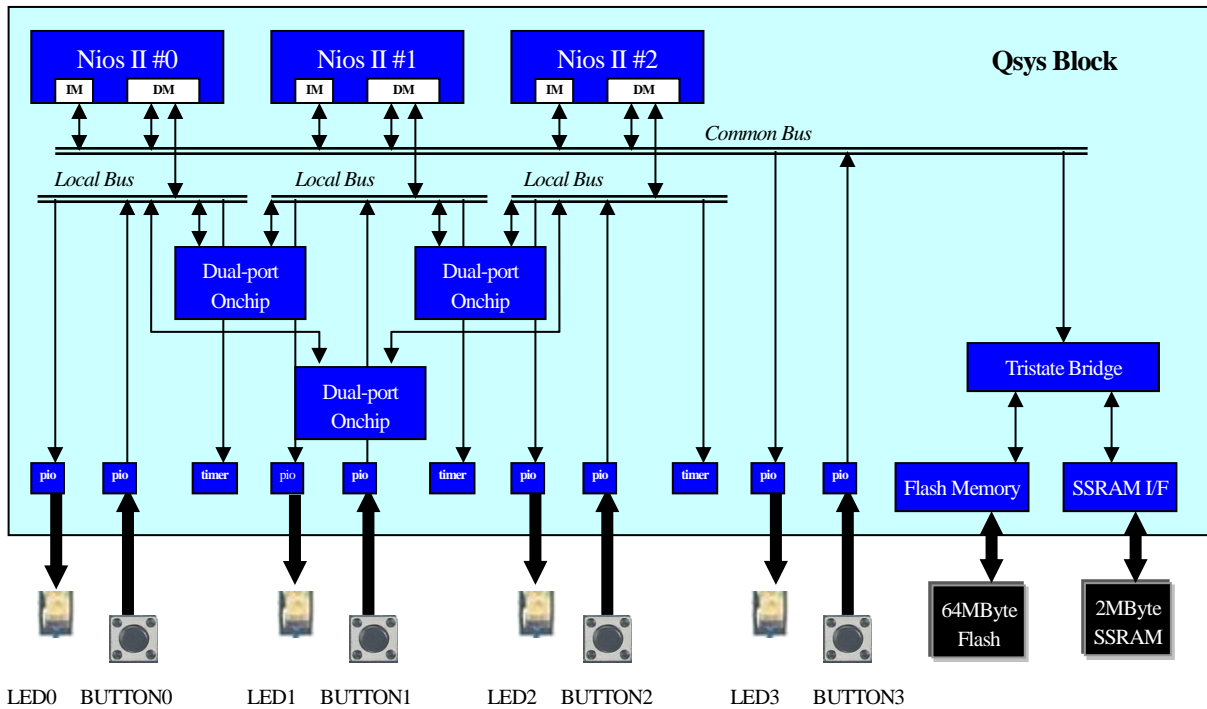 Nios II #0
Nios II #1
Nios II #2
Qsys Block
IM
DM
IM
DM
IM
DM
Common Bus
Local Bus
Local Bus
Local Bus
Dual-port
Onchip
Dual-port
Onchip
Dual-port
Onchip
Tristate Bridge
pio
pio
timer
pio
pio
timer
pio
pio
timer
pio
pio
Flash Memory
SSRAM I/F
64MByte
Flash
2MByte
SSRAM
LED0
BUTTON0
LED1
BUTTON1
LED2
BUTTON2
LED3
BUTTON3